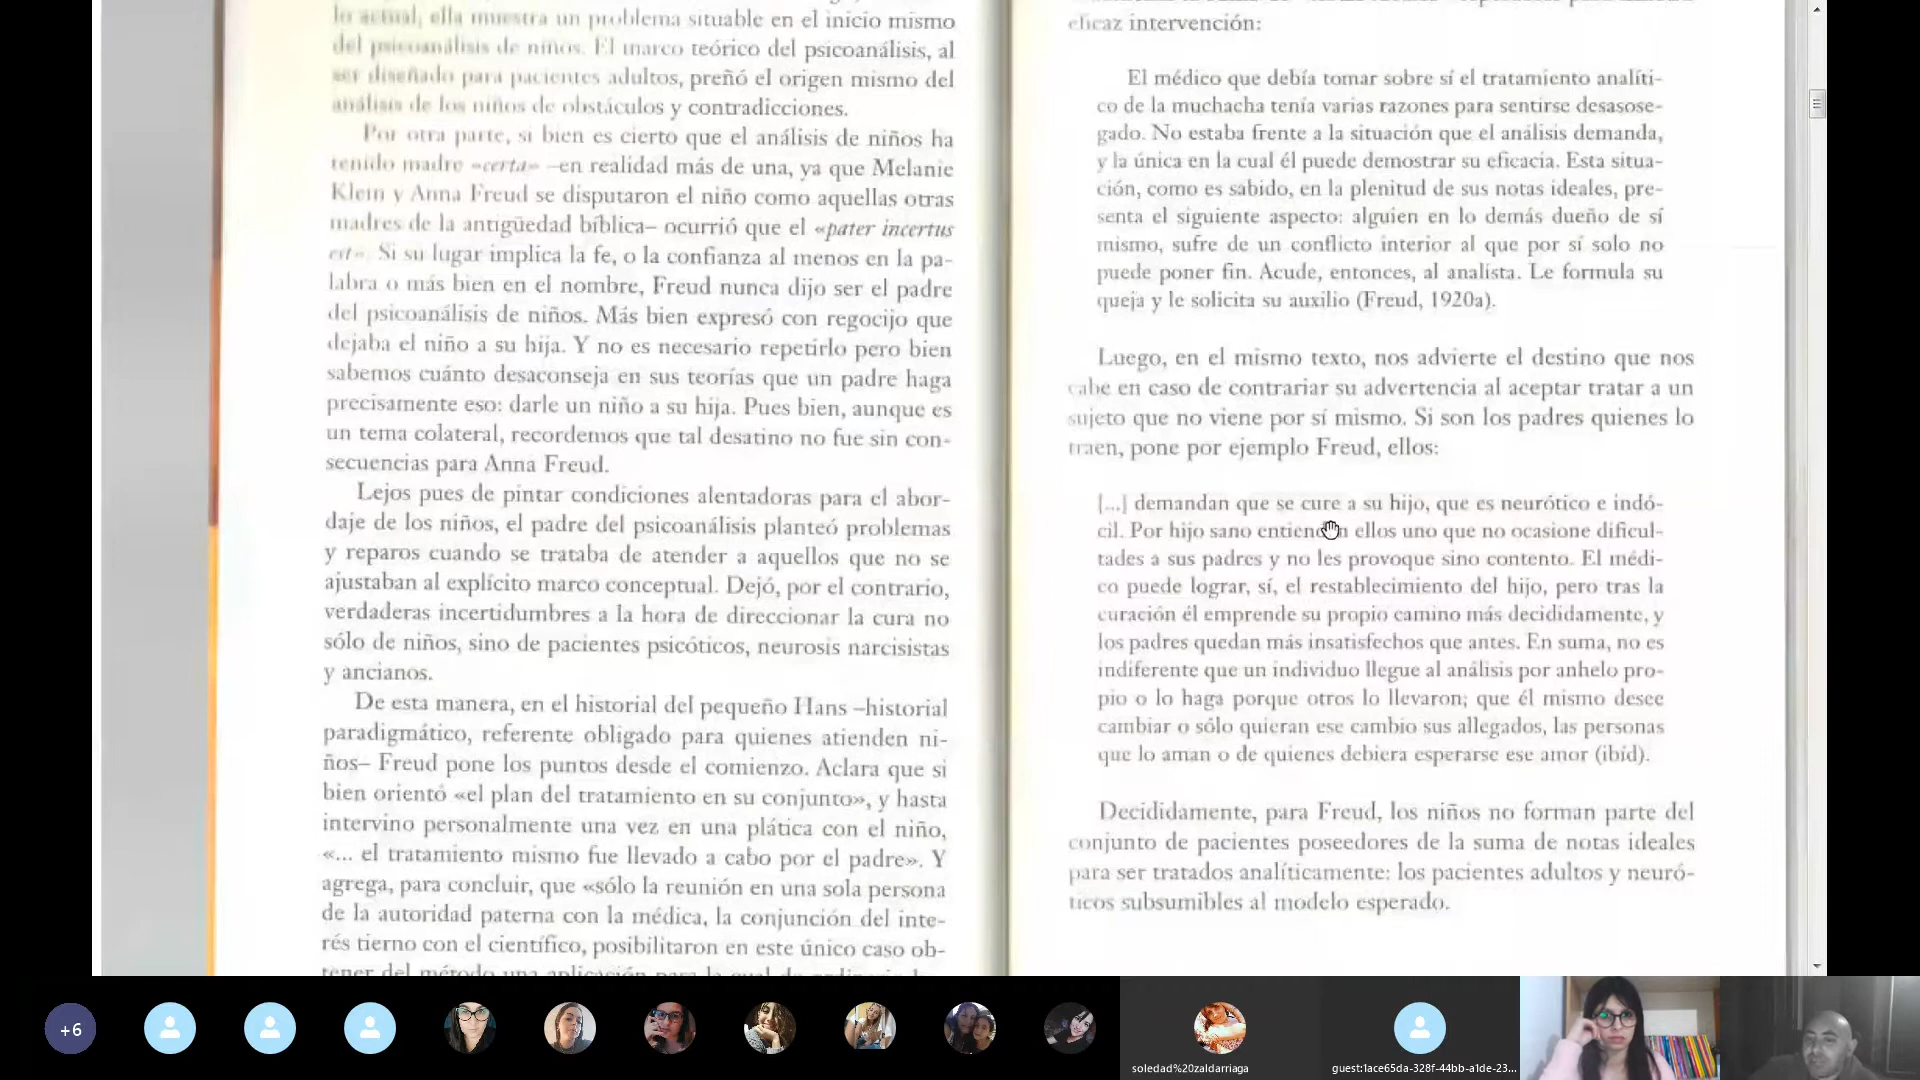 lo actual, ella muestra un problema situable en el inicio mismo
del psicoanálisis de niños. El marco teórico del psicoanálisis, al
ser diseñado para pacientes adultos, preñó el origen mismo del
análisis de los niños de obstáculos y contradicciones.
Por otra parte, si bien es cierto que el análisis de niños ha
tenido madre «certa» –en realidad más de una, ya que Melanie
Klein y Anna Freud se disputaron el niño como aquellas otras
madres de la antigüedad bíblica– ocurrió que el «pater incertus
est». Si su lugar implica la fe, o la confianza al menos en la pa-
labra o más bien en el nombre, Freud nunca dijo ser el padre
del psicoanálisis de niños. Más bien expresó con regocijo que
dejaba el niño a su hija. Y no es necesario repetirlo pero bien
sabemos cuánto desaconseja en sus teorías que un padre haga
precisamente eso: darle un niño a su hija. Pues bien, aunque es
un tema colateral, recordemos que tal desatino no fue sin con-
secuencias para Anna Freud.
Lejos pues de pintar condiciones alentadoras para el abor-
daje de los niños, el padre del psicoanálisis planteó problemas
y reparos cuando se trataba de atender a aquellos que no se
ajustaban al explícito marco conceptual. Dejó, por el contrario,
verdaderas incertidumbres a la hora de direccionar la cura no
sólo de niños, sino de pacientes psicóticos, neurosis narcisistas
y ancianos.
De esta manera, en el historial del pequeño Hans –historial
paradigmático, referente obligado para quienes atienden ni-
ños– Freud pone los puntos desde el comienzo. Aclara que si
bien orientó «el plan del tratamiento en su conjunto», y hasta
intervino personalmente una vez en una plática con el niño,
«... el tratamiento mismo fue llevado a cabo por el padre». Y
agrega, para concluir, que «sólo la reunión en una sola persona
de la autoridad paterna con la médica, la conjunción del inte-
rés tierno con el científico, posibilitaron en este único caso ob-
tener del método una aplicación para la cual
eficaz intervención:
El médico que debía tomar sobre sí el tratamiento analíti-
co de la muchacha tenía varias razones para sentirse desasose-
gado. No estaba frente a la situación que el análisis demanda,
y la única en la cual él puede demostrar su eficacia. Esta situa-
ción, como es sabido, en la plenitud de sus notas ideales, pre-
senta el siguiente aspecto: alguien en lo demás dueño de sí
mismo, sufre de un conflicto interior al que por sí solo no
puede poner fin. Acude, entonces, al analista. Le formula su
queja y le solicita su auxilio (Freud, 1920a).
Luego, en el mismo texto, nos advierte el destino que nos
cabe en caso de contrariar su advertencia al aceptar tratar a un
sujeto que no viene por sí mismo. Si son los padres quienes lo
traen, pone por ejemplo Freud, ellos:
[...] demandan que se cure a su hijo, que es neurótico e indó-
cil. Por hijo sano entienden ellos uno que no ocasione dificul-
tades a sus padres y no les provoque sino contento. El médi-
co puede lograr, sí, el restablecimiento del hijo, pero tras la
curación él emprende su propio camino más decididamente, y
los padres quedan más insatisfechos que antes. En suma, no es
indiferente que un individuo llegue al análisis por anhelo pro-
pio o lo haga porque otros lo llevaron; que él mismo desee
cambiar o sólo quieran ese cambio sus allegados, las personas
que lo aman o de quienes debiera esperarse ese amor (ibíd).
Decididamente, para Freud, los niños no forman parte del
conjunto de pacientes poseedores de la suma de notas ideales
para ser tratados analíticamente: los pacientes adultos y neuró-
ticos subsumibles al modelo esperado.
+6
soledad%20zaldarriaga
guest:1ace65da-328f-44bb-a1de-23...